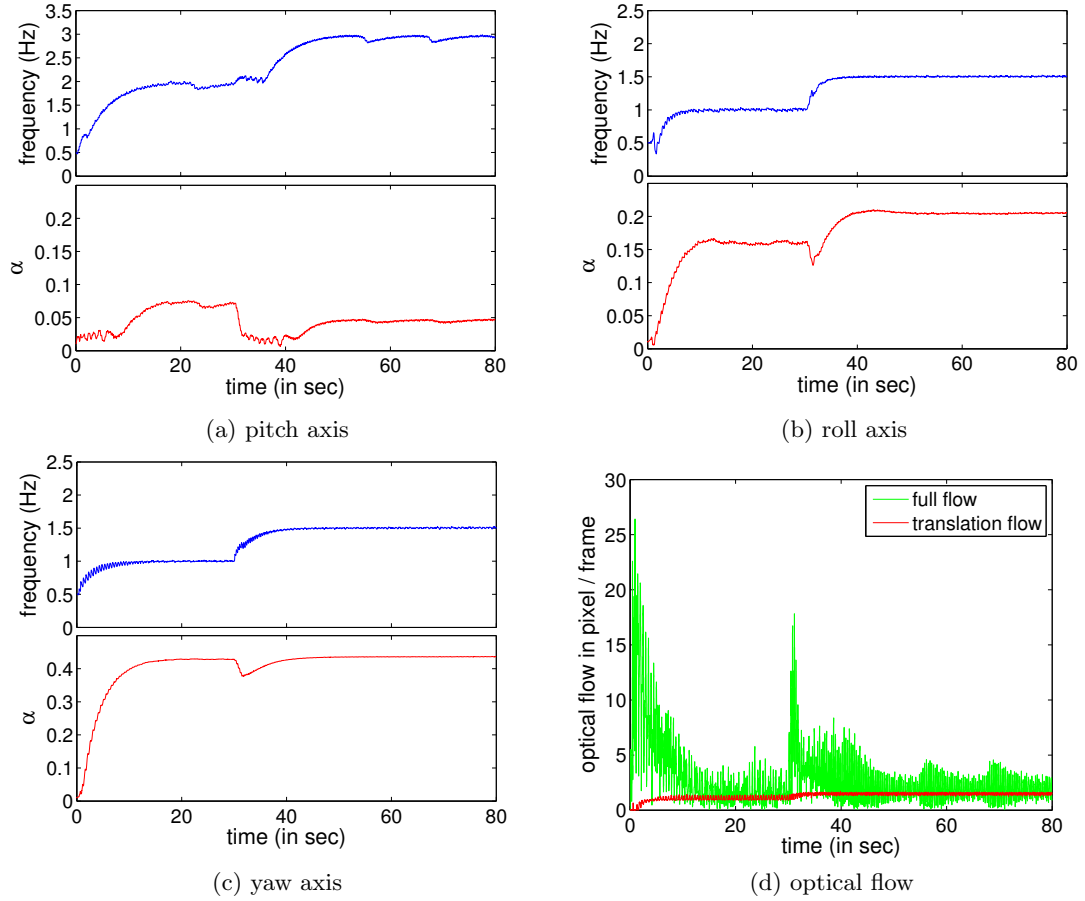 3.5
3
2.5
2
1.5
1
0.5
0
frequency (Hz)
0.2
0.15
0.1
0.05
0
α
0 20 40 60 80
time (in sec)
(a) pitch axis
2.5
2
1.5
1
0.5
0
frequency (Hz)
0.2
0.15
0.1
0.05
0
α
0 20 40 60 80
time (in sec)
(b) roll axis
2.5
2
1.5
1
0.5
0
frequency (Hz)
0.4
0.3
0.2
0.1
0
α
0 20 40 60 80
time (in sec)
(c) yaw axis
30
25
20
15
10
5
0
optical flow in pixel / frame
full flow
translation flow
0 20 40 60 80
time (in sec)
(d) optical flow